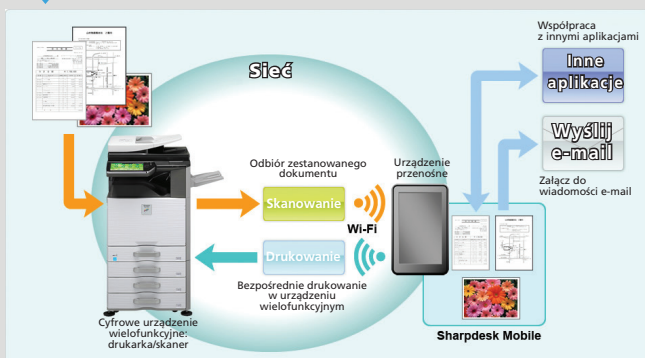 Współpraca
z innymi aplikacjami
Inne
aplikacje
Sieć
Wyślij
e-mail
Załącz do
wiadomości e-mail
Odbiór zestanowanego
dokumentu
Urządzenie
przenośne
Skanowanie
Wi-Fi
Drukowanie
Bezpośrednie drukowanie
w urządzeniu
wielofunkcyjnym
Cyfrowe urządzenie
wielofunkcyjne:
drukarka/skaner
Sharpdesk Mobile